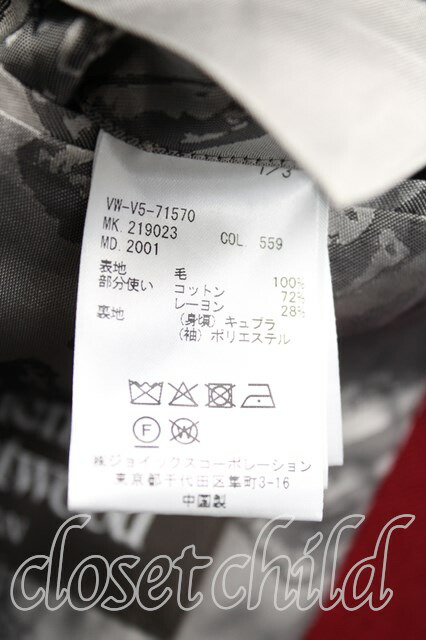 1/3
VW-V5-71570
MK. 219023 COL. 559
MD. 2001
表地 毛 100%
部分使い コットン 72%
レーヨン 28%
裏地 (身頃) キュプラ
(袖) ポリエステル
F
株ジョイックスコーポレーション
東京都千代田区隼町3-16
中国製
closetchild